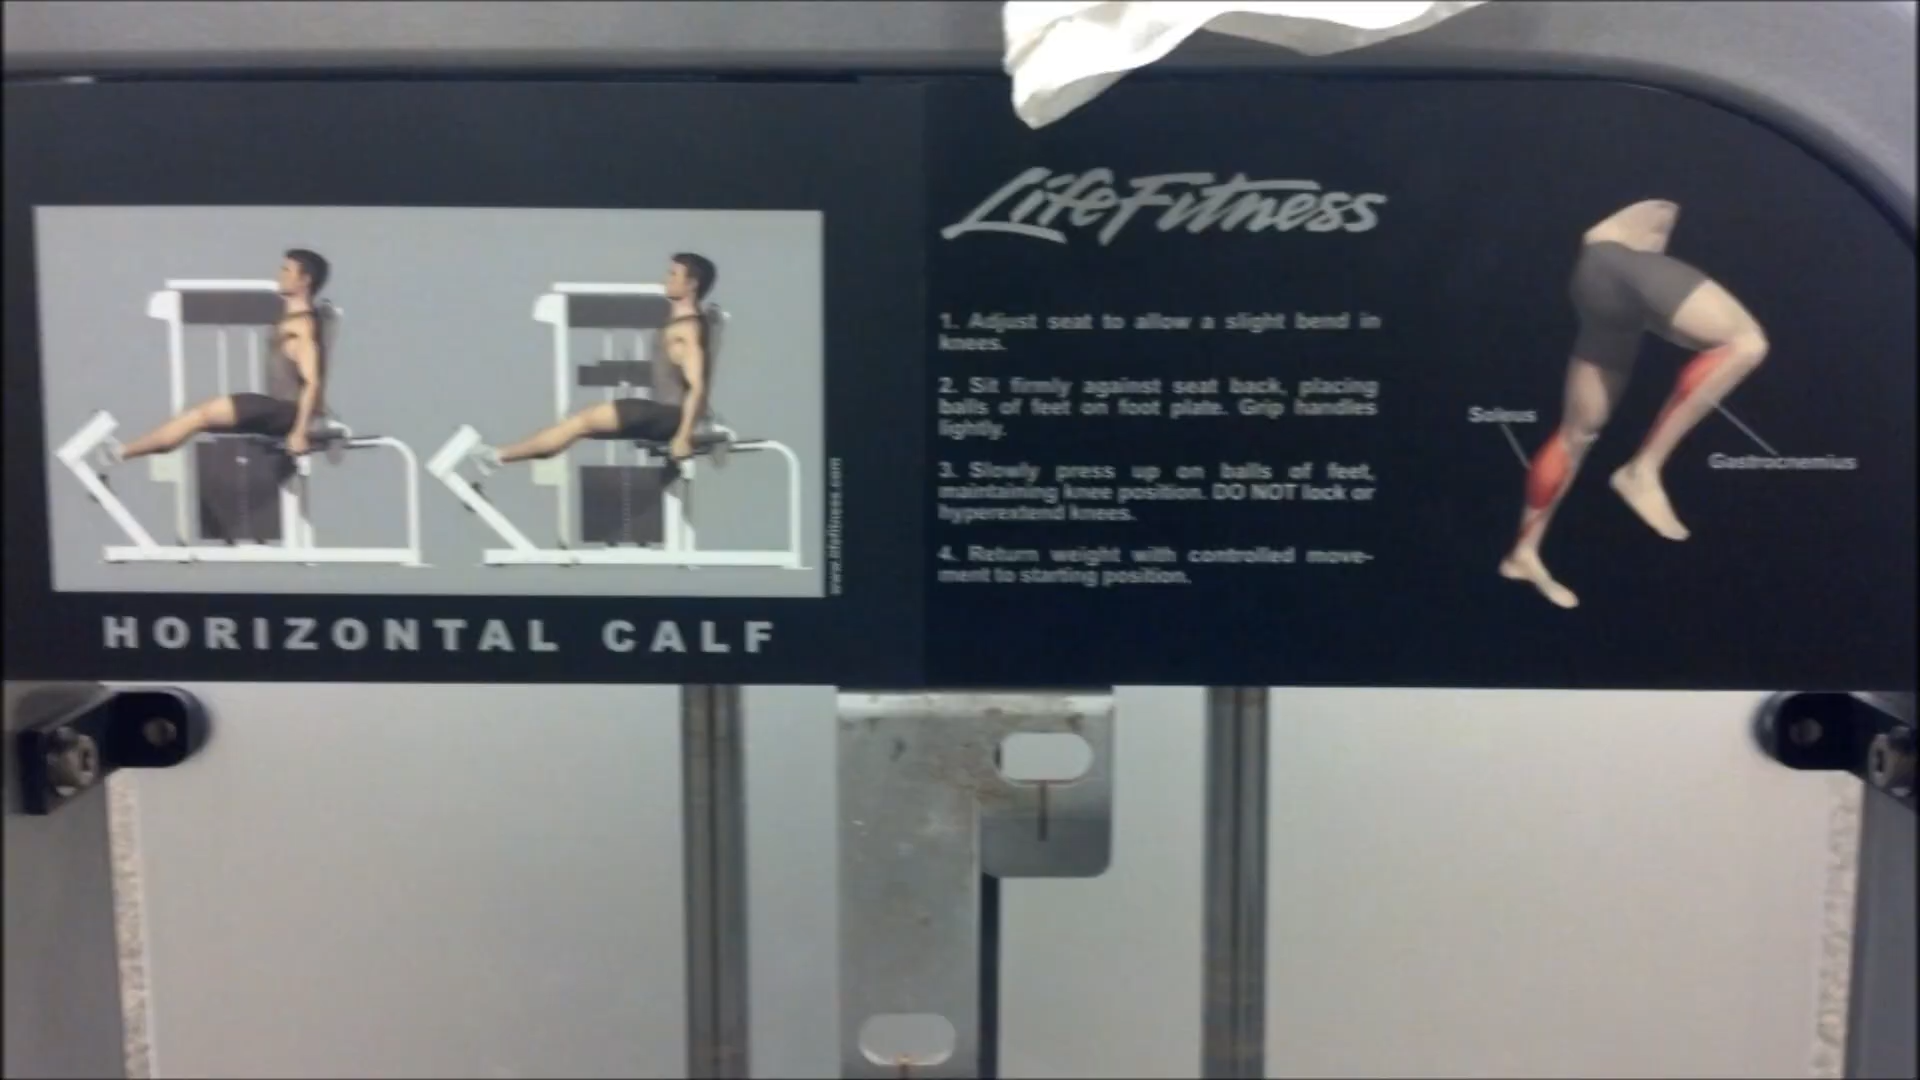 LifeFitness
1. Adjust seat to allow a slight bend in
knees.
2. Sit firmly against seat back, placing
balls of feet on foot plate. Grip handles
lightly.
3. Slowly press up on balls of feet,
maintaining knee position. DO NOT lock or
hyperextend knees.
4. Return weight with controlled move-
ment to starting position.
Soleus
Gastrocnemius
www.lifefitness.com
HORIZONTAL CALF